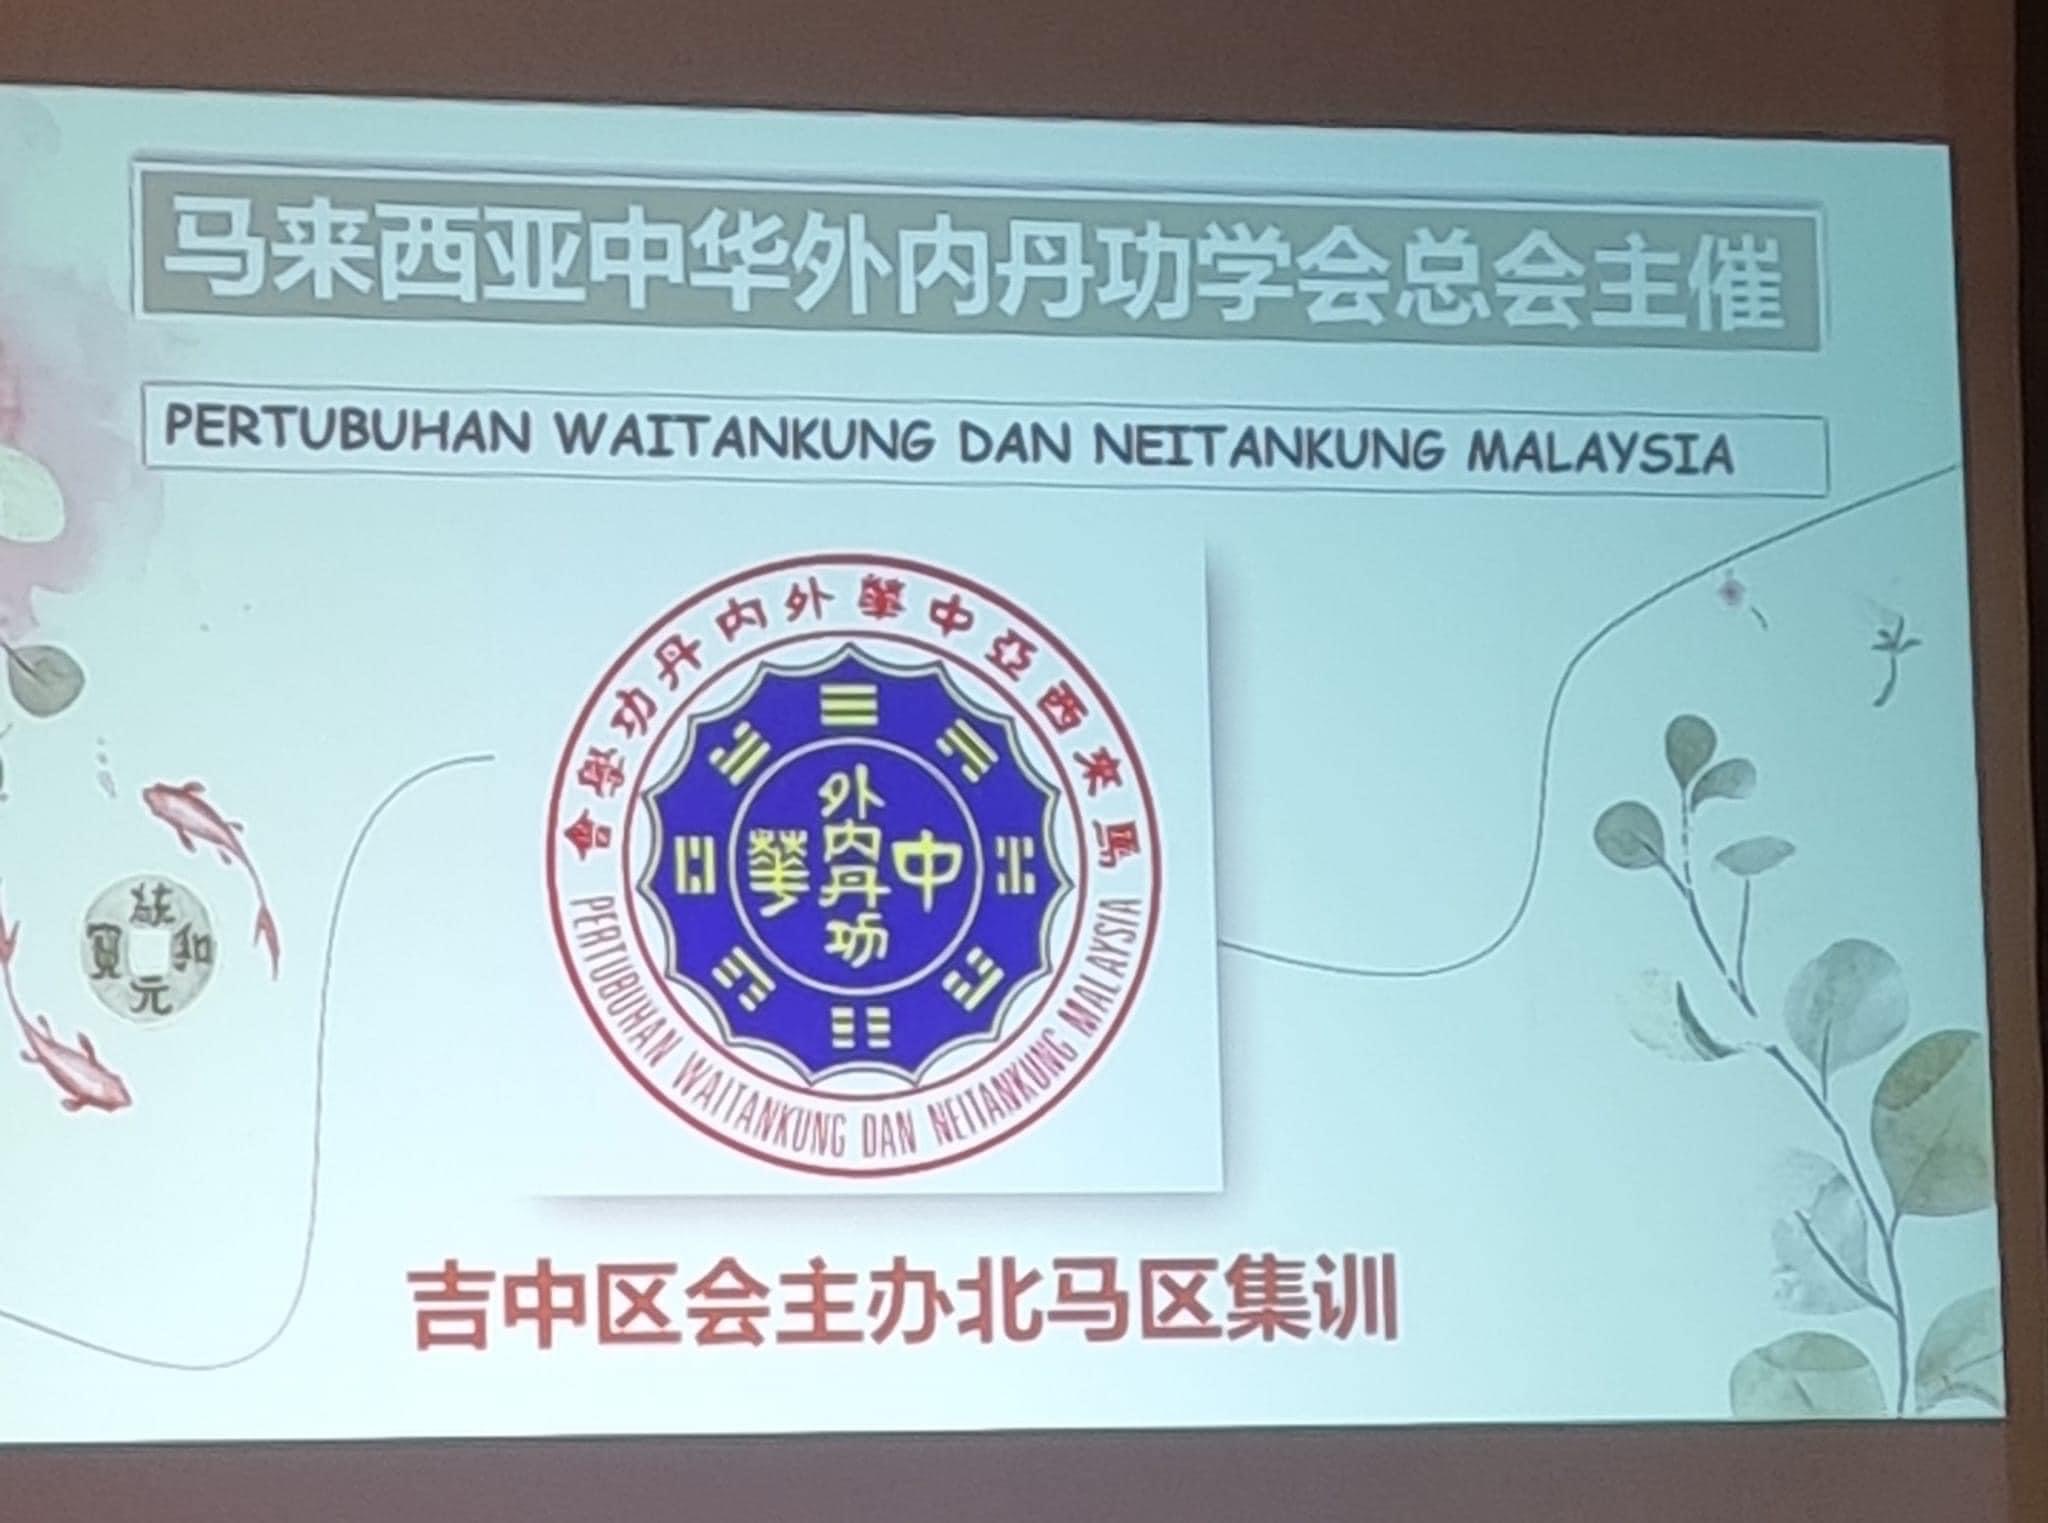 马来西亚中华外内丹功学会总会主催
PERTUBUHAN WAITANKUNG DAN NEITANKUNG MALAYSIA
馬來西亞中華外內丹功學會
中
外內丹功
華
PERTUBUHAN WAITANKUNG DAN NEITANKUNG MALAYSIA
吉中区会主办北马区集训